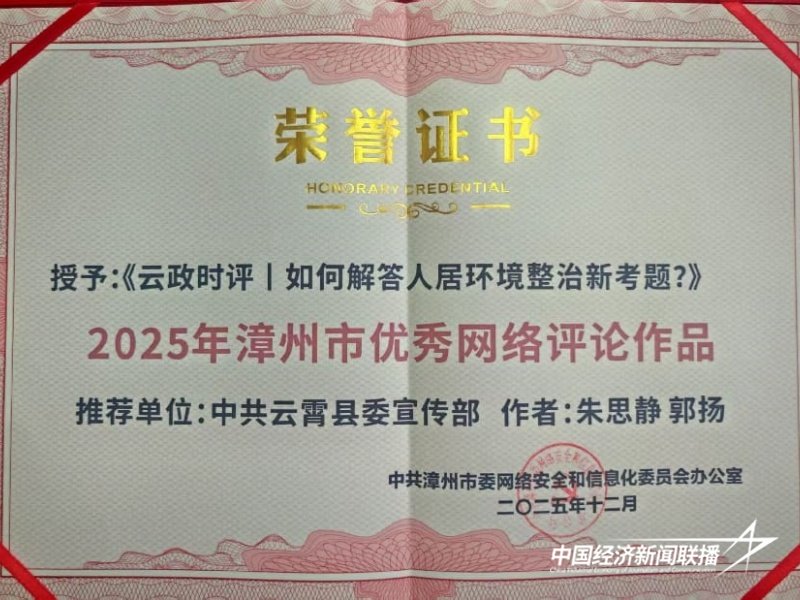 荣誉证书
HONORARY CREDENTIAL
授予:《云政时评丨如何解答人居环境整治新考题?》
2025年漳州市优秀网络评论作品
推荐单位:中共云霄县委宣传部 作者:朱思静 郭扬
中共漳州市委网络安全和信息化委员会办公室
二〇二五年十二月
中国经济新闻联播